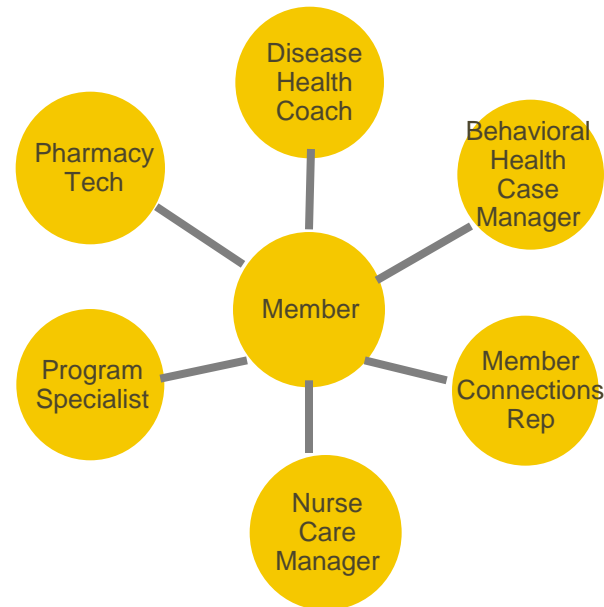 Disease
Health
Coach
Behavioral
Health
Case
Manager
Pharmacy
Tech
Member
Program
Specialist
Member
Connections
Rep
Nurse
Care
Manager